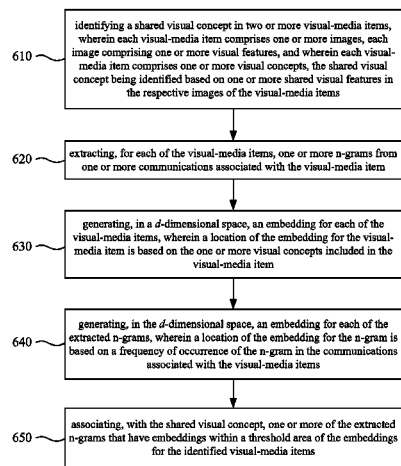 610
identifying a shared visual concept in two or more visual-media items,
wherein each visual-media item comprises one or more images, each
image comprising one or more visual features, and wherein each visual-
media item comprises one or more visual concepts, the shared visual
concept being identified based on one or more shared visual features in
the respective images of the visual-media items
620
extracting, for each of the visual-media items, one or more n-grams from
one or more communications associated with the visual-media item
630
generating, in a d-dimensional space, an embedding for each of the
visual-media items, wherein a location of the embedding for the visual-
media item is based on the one or more visual concepts included in the
visual-media item
640
generating, in the d-dimensional space, an embedding for each of the
extracted n-grams, wherein a location of the embedding for the n-gram is
based on a frequency of occurrence of the n-gram in the communications
associated with the visual-media items
650
associating, with the shared visual concept, one or more of the extracted
n-grams that have embeddings within a threshold area of the embeddings
for the identified visual-media items